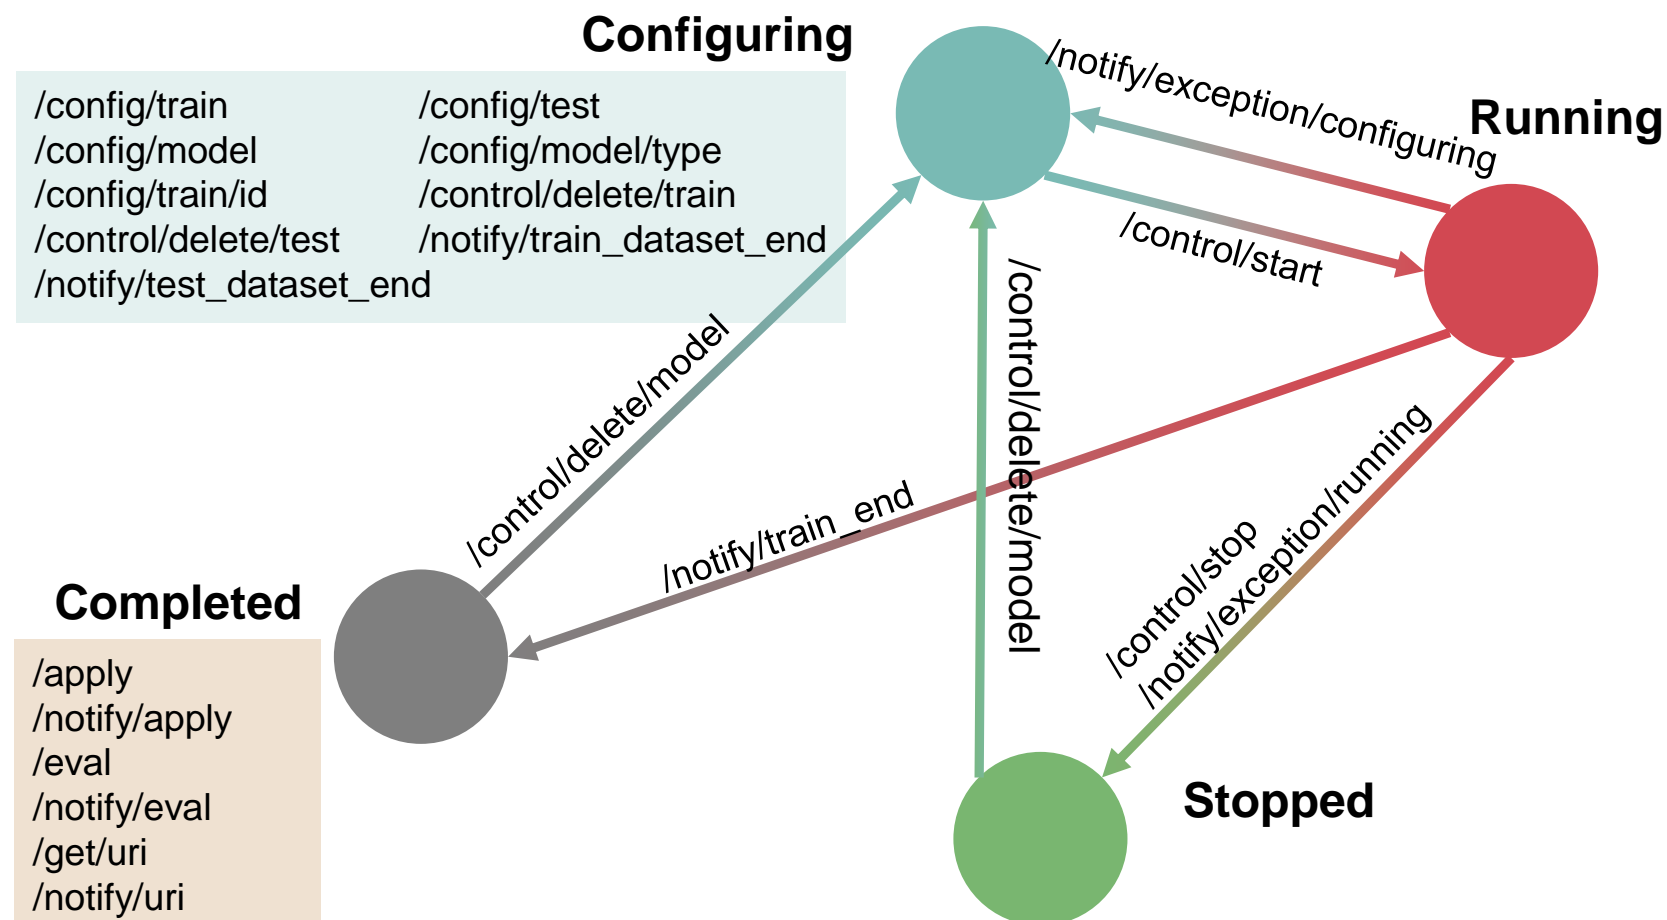 Configuring
/config/train /config/test
/config/model /config/model/type
/config/train/id /control/delete/train
/control/delete/test /notify/train_dataset_end
/notify/test_dataset_end
/notify/exception/configuring
Running
/control/start
/control/delete/model
/control/delete/model
/notify/train_end
/control/stop
/notify/exception/running
Completed
/apply
/notify/apply
/eval
/notify/eval
/get/uri
/notify/uri
Stopped